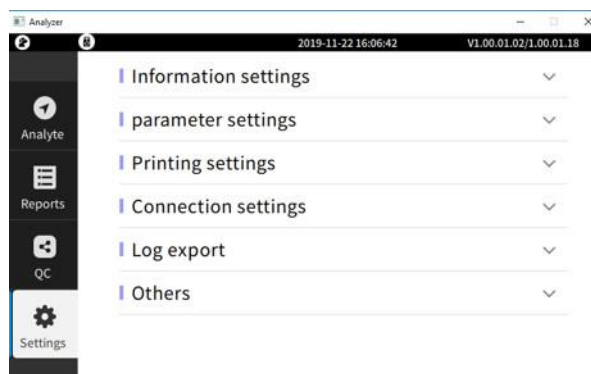 Analyzer
2019-11-22 16:06:42 V1.00.01.02/1.00.01.18
Analyte
Reports
QC
Settings
Information settings
parameter settings
Printing settings
Connection settings
Log export
Others